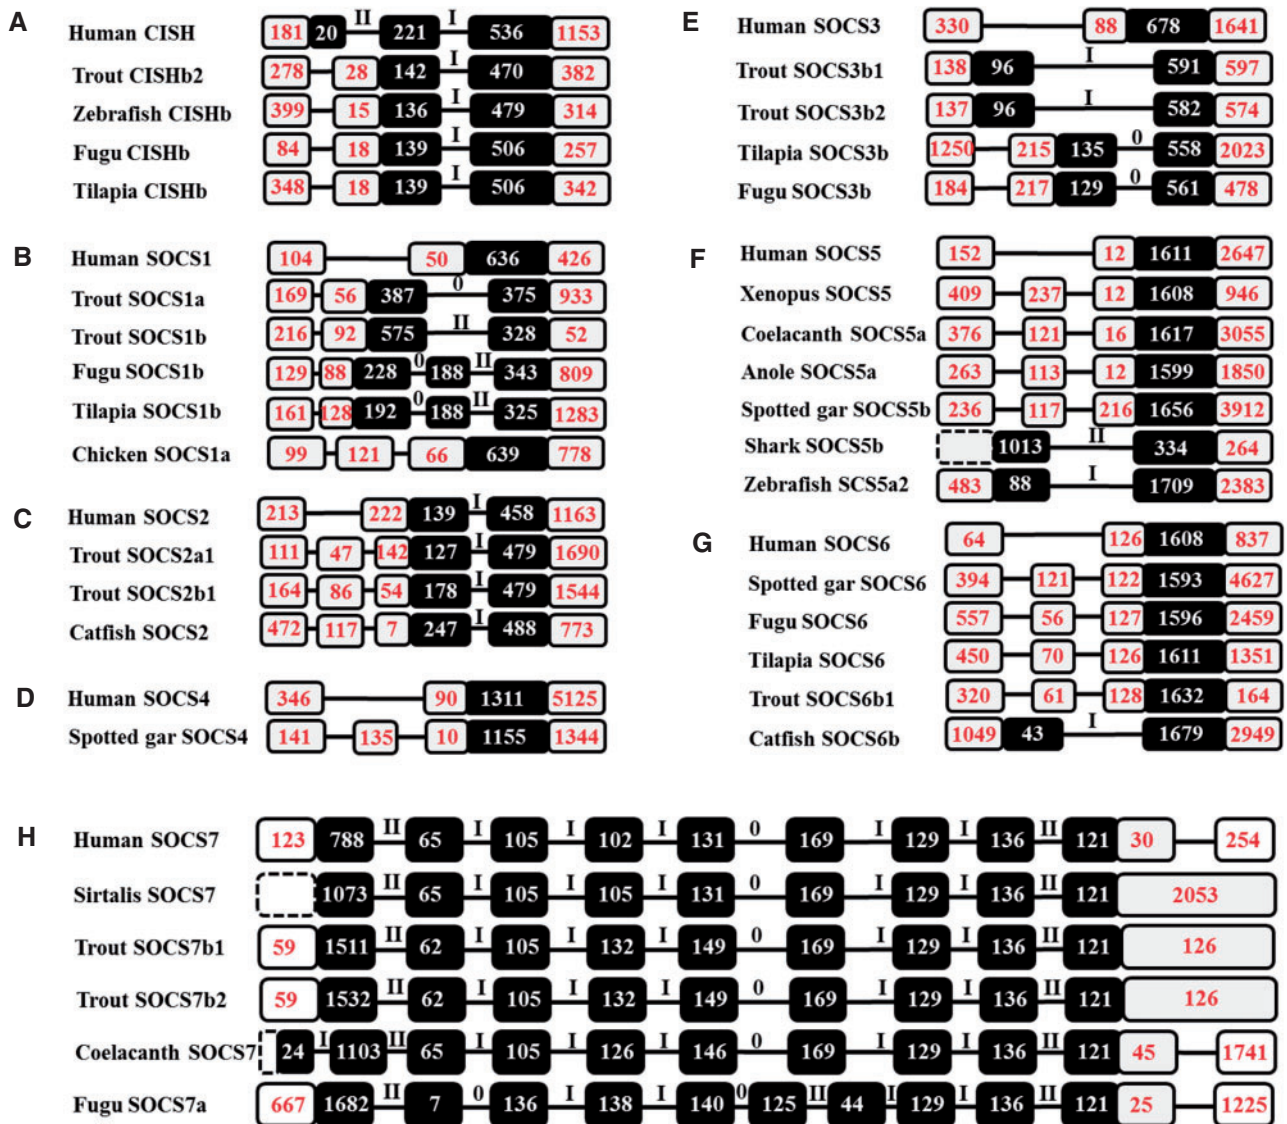 A
II I
Human CISH 181 20 221 536 1153
I
Trout CISHb2 278 28 142 470 382
I
Zebrafish CISHb 399 15 136 479 314
I
Fugu CISHb 84 18 139 506 257
I
Tilapia CISHb 348 18 139 506 342
B
Human SOCS1 104 50 636 426
0
Trout SOCS1a 169 56 387 375 933
II
Trout SOCS1b 216 92 575 328 52
0 II
Fugu SOCS1b 129 88 228 188 343 809
0 II
Tilapia SOCS1b 161 128 192 188 325 1283
Chicken SOCS1a 99 121 66 639 778
C
I
Human SOCS2 213 222 139 458 1163
I
Trout SOCS2a1 111 47 142 127 479 1690
I
Trout SOCS2b1 164 86 54 178 479 1544
I
Catfish SOCS2 472 117 7 247 488 773
D
Human SOCS4 346 90 1311 5125
Spotted gar SOCS4 141 135 10 1155 1344
E
Human SOCS3 330 88 678 1641
I
Trout SOCS3b1 138 96 591 597
I
Trout SOCS3b2 137 96 582 574
0
Tilapia SOCS3b 1250 215 135 558 2023
0
Fugu SOCS3b 184 217 129 561 478
F
Human SOCS5 152 12 1611 2647
Xenopus SOCS5 409 237 12 1608 946
Coelacanth SOCS5a 376 121 16 1617 3055
Anole SOCS5a 263 113 12 1599 1850
Spotted gar SOCS5b 236 117 216 1656 3912
II
Shark SOCS5b 1013 334 264
I
Zebrafish SCS5a2 483 88 1709 2383
G
Human SOCS6 64 126 1608 837
Spotted gar SOCS6 394 121 122 1593 4627
Fugu SOCS6 557 56 127 1596 2459
Tilapia SOCS6 450 70 126 1611 1351
Trout SOCS6b1 320 61 128 1632 164
I
Catfish SOCS6b 1049 43 1679 2949
H
II I I I 0 I I II
Human SOCS7 123 788 65 105 102 131 169 129 136 121 30 254
II I I I 0 I I II
Sirtalis SOCS7 1073 65 105 105 131 169 129 136 121 2053
II I I I 0 I I II
Trout SOCS7b1 59 1511 62 105 132 149 169 129 136 121 126
II I I I 0 I I II
Trout SOCS7b2 59 1532 62 105 132 149 169 129 136 121 126
I II I I I 0 I I II
Coelacanth SOCS7 24 1103 65 105 126 146 169 129 136 121 45 1741
II 0 I I 0 II I I II
Fugu SOCS7a 667 1682 7 136 138 140 125 44 129 136 121 25 1225